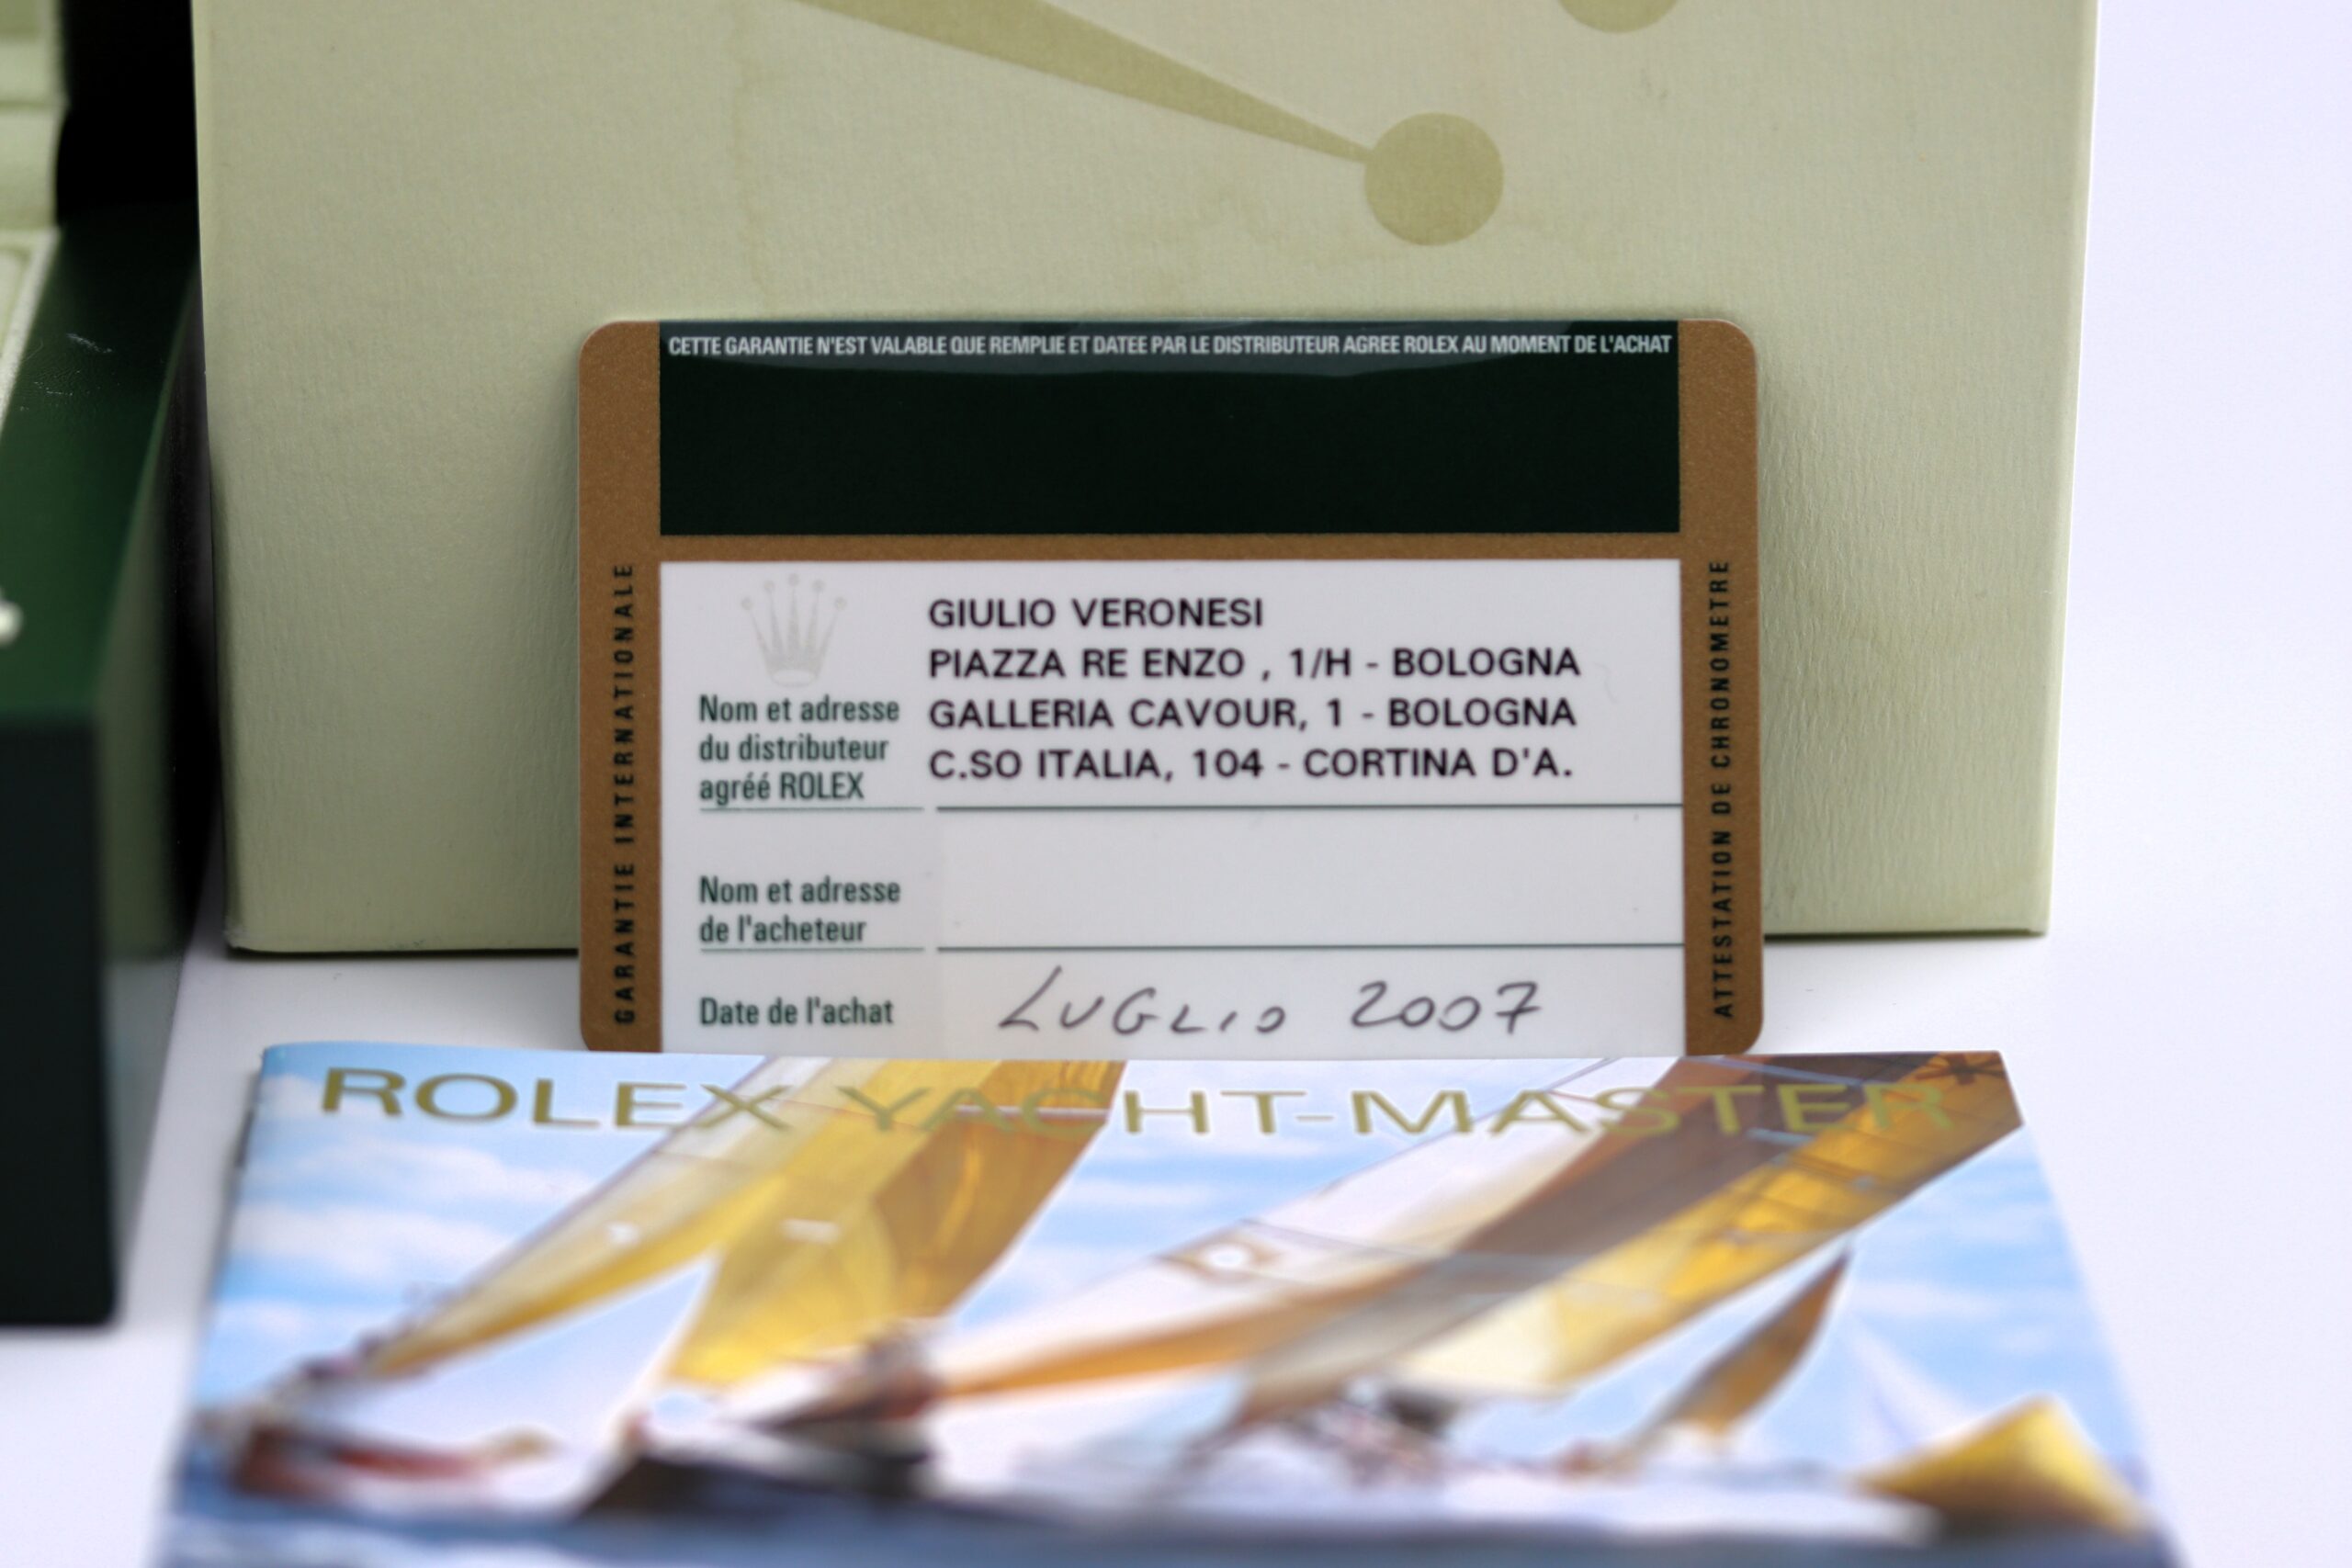 CETTE GARANTIE N'EST VALABLE QUE REMPLIE ET DATEE PAR LE DISTRIBUTEUR AGREE ROLEX AU MOMENT DE L'ACHAT
GARANTIE INTERNATIONALE
GIULIO VERONESI
PIAZZA RE ENZO , 1/H - BOLOGNA
GALLERIA CAVOUR, 1 - BOLOGNA
C.SO ITALIA, 104 - CORTINA D'A.
Nom et adresse
du distributeur
agréé ROLEX
Nom et adresse
de l'acheteur
Date de l'achat LUGLIO 2007
ATTESTATION DE CHRONOMETRE
ROLEX YACHT-MASTER